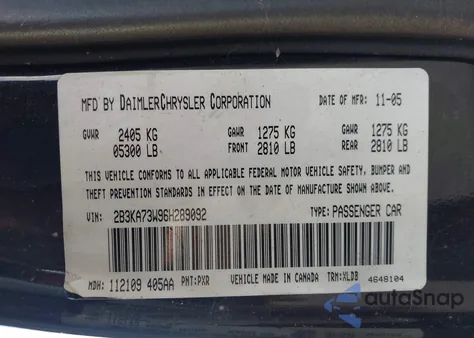 MFD BY DAIMLERCHRYSLER CORPORATION DATE OF MFR: 11-05
GVWR 2405 KG GAWR 1275 KG GAWR 1275 KG
05300 LB FRONT 2810 LB REAR 2810 LB
THIS VEHICLE CONFORMS TO ALL APPLICABLE FEDERAL MOTOR VEHICLE SAFETY, BUMPER AND
THEFT PREVENTION STANDARDS IN EFFECT ON THE DATE OF MANUFACTURE SHOWN ABOVE.
VIN: 2B3KA73W96H289092 TYPE: PASSENGER CAR
MDH: 112109 405AA PNT: PXR VEHICLE MADE IN CANADA TRM: XLDB 4648104
autoSnap